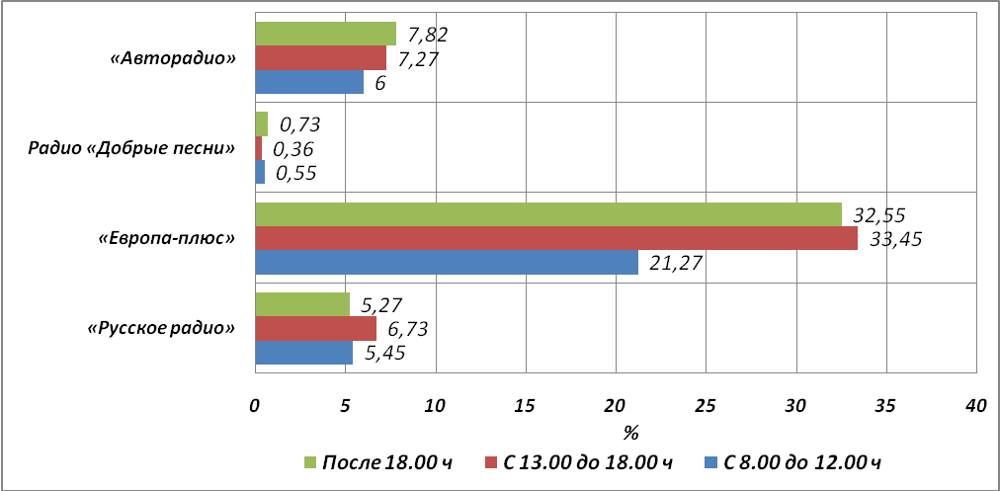 «Авторадио»
7,82
7,27
6
Радио «Добрые песни»
0,73
0,36
0,55
«Европа-плюс»
32,55
33,45
21,27
«Русское радио»
5,27
6,73
5,45
0 5 10 15 20 25 30 35 40
%
После 18.00 ч С 13.00 до 18.00 ч С 8.00 до 12.00 ч